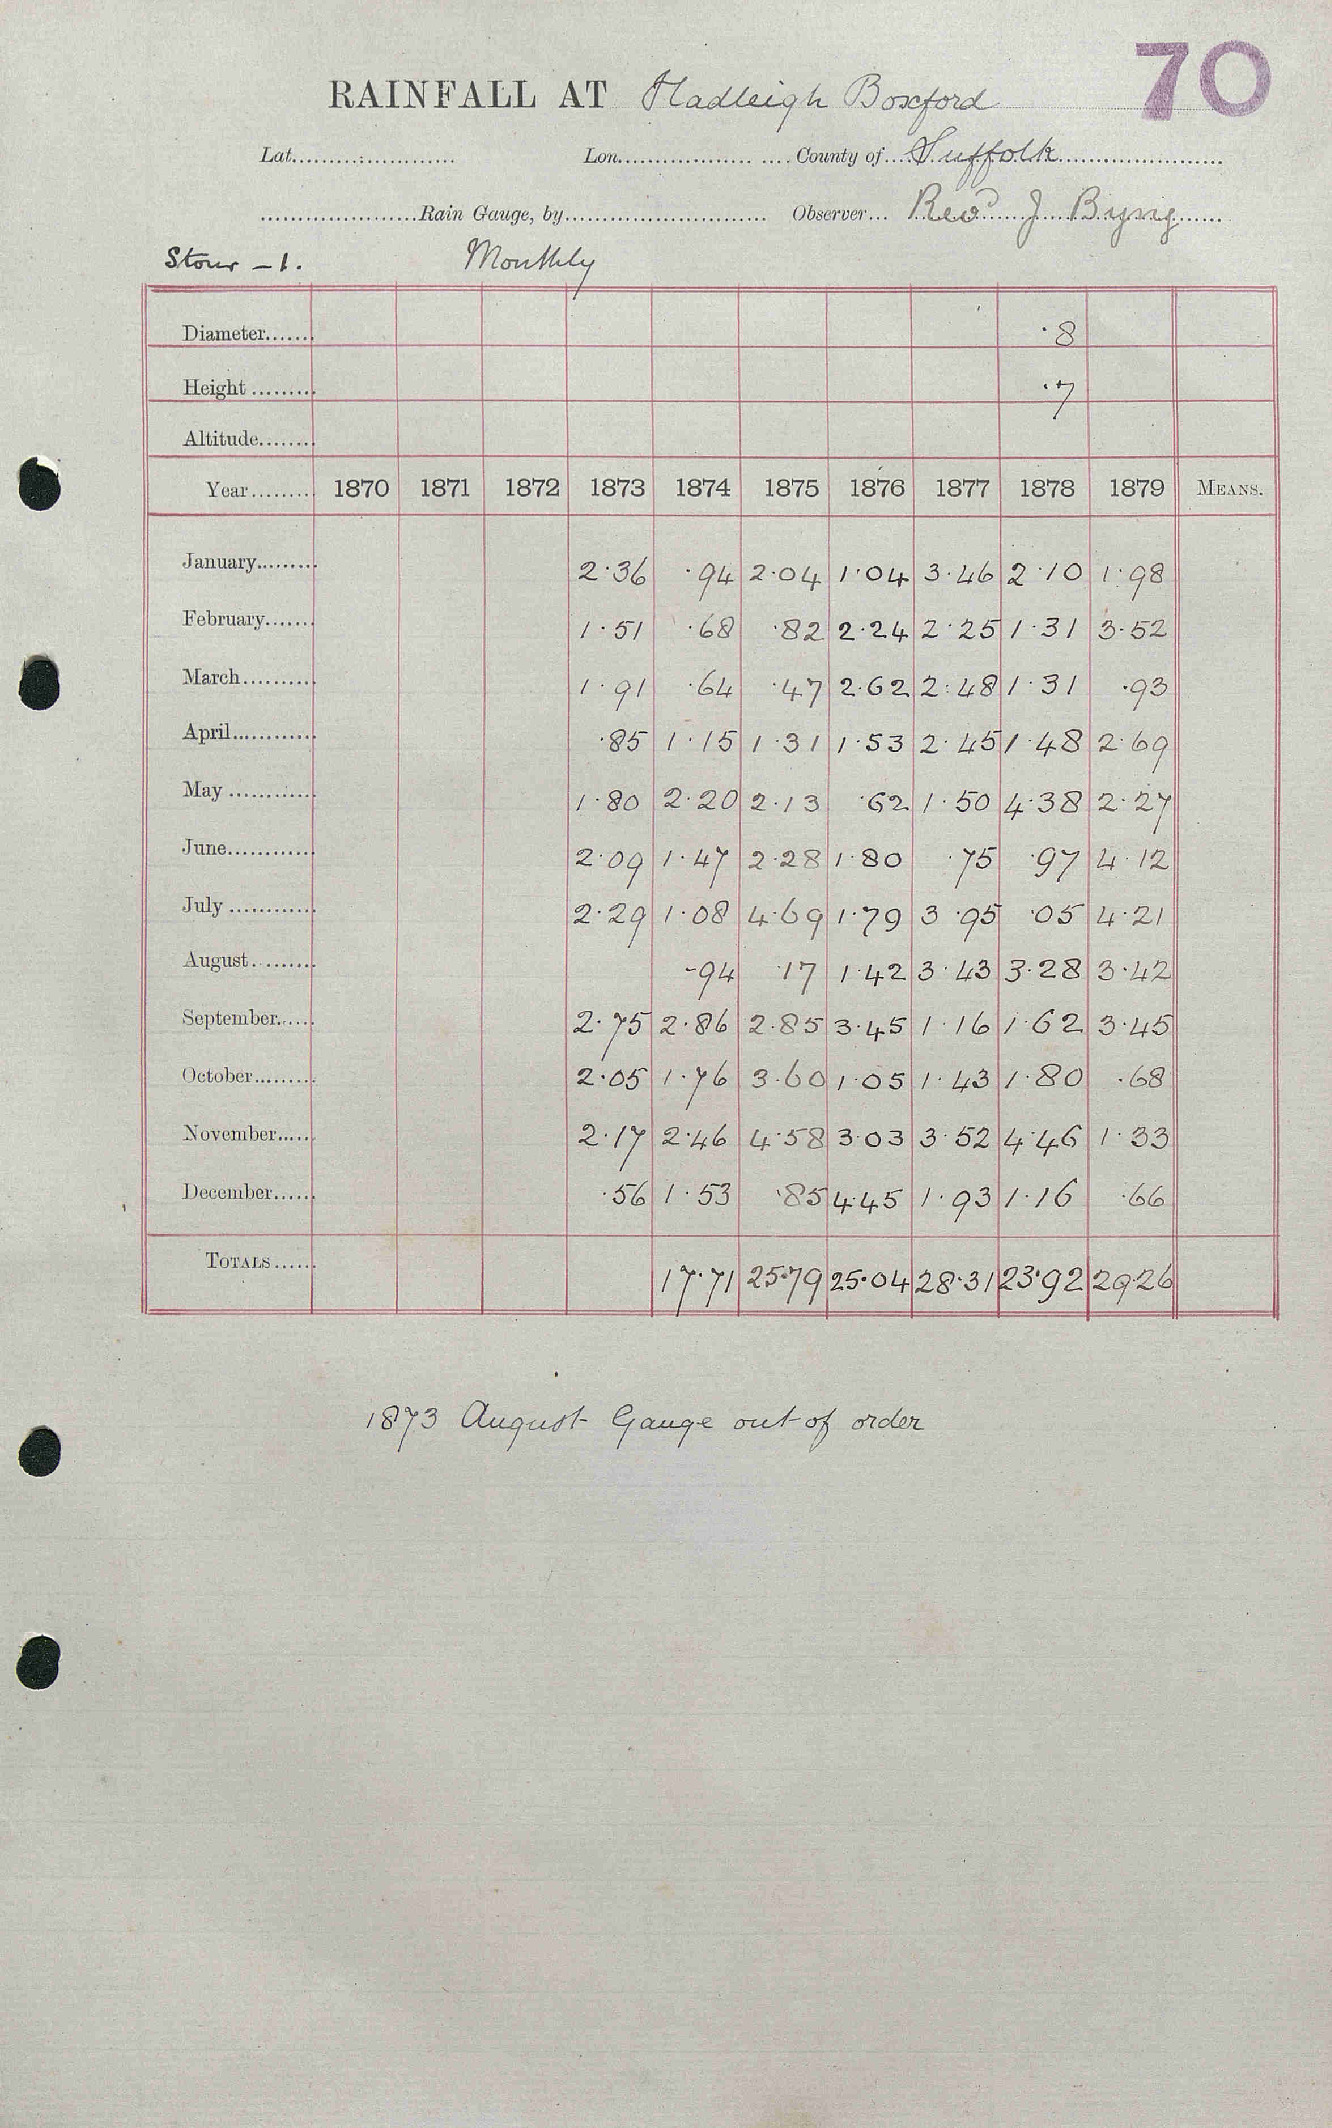 70
RAINFALL AT Hadleigh Boxford
Lat. Lon. County of Suffolk
Rain Gauge, by Observer Revd J Byng
Stour – 1. Monthly
Diameter ·8
Height ·7
Altitude
Year 1870 1871 1872 1873 1874 1875 1876 1877 1878 1879 MEANS.
January 2·36 ·94 2·04 1·04 3·46 2·10 1·98
February 1·51 ·68 ·82 2·24 2·25 1·31 3·52
March 1·91 ·64 ·47 2·62 2·48 1·31 ·93
April ·85 1·15 1·31 1·53 2·45 1·48 2·69
May 1·80 2·20 2·13 ·62 1·50 4·38 2·27
June 2·09 1·47 2·28 1·80 ·75 ·97 4·12
July 2·29 1·08 4·69 1·79 3·95 ·05 4·21
August ·94 ·17 1·42 3·43 3·28 3·42
September 2·75 2·86 2·85 3·45 1·16 1·62 3·45
October 2·05 1·76 3·60 1·05 1·43 1·80 ·68
November 2·17 2·46 4·58 3·03 3·52 4·46 1·33
December ·56 1·53 ·85 4·45 1·93 1·16 ·66
TOTALS 17·71 25·79 25·04 28·31 23·92 29·26
1873 August Gauge out of order